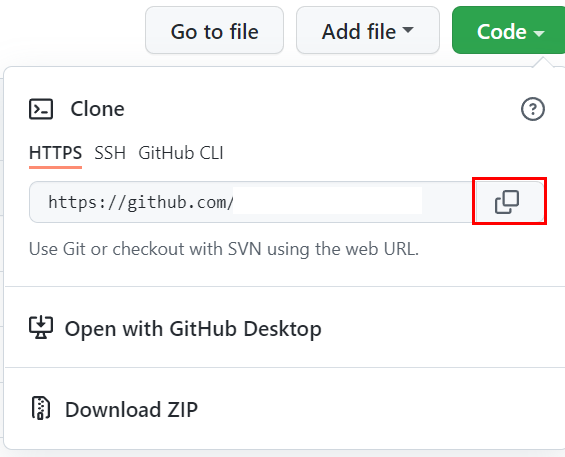 Go to file Add file Code
Clone
HTTPS SSH GitHub CLI
https://github.com/
Use Git or checkout with SVN using the web URL.
Open with GitHub Desktop
Download ZIP